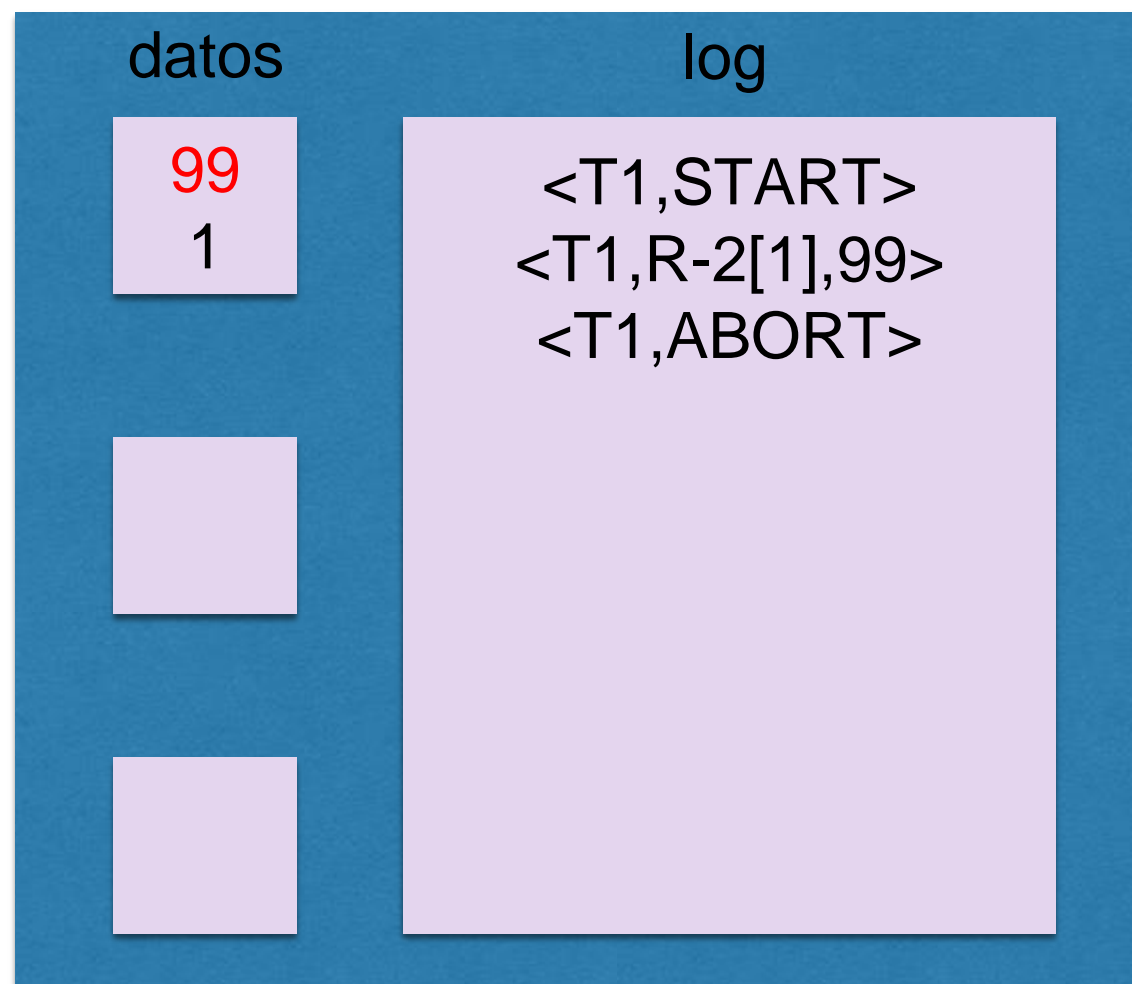 datos
log
99
1
<T1,START>
<T1,R-2[1],99>
<T1,ABORT>